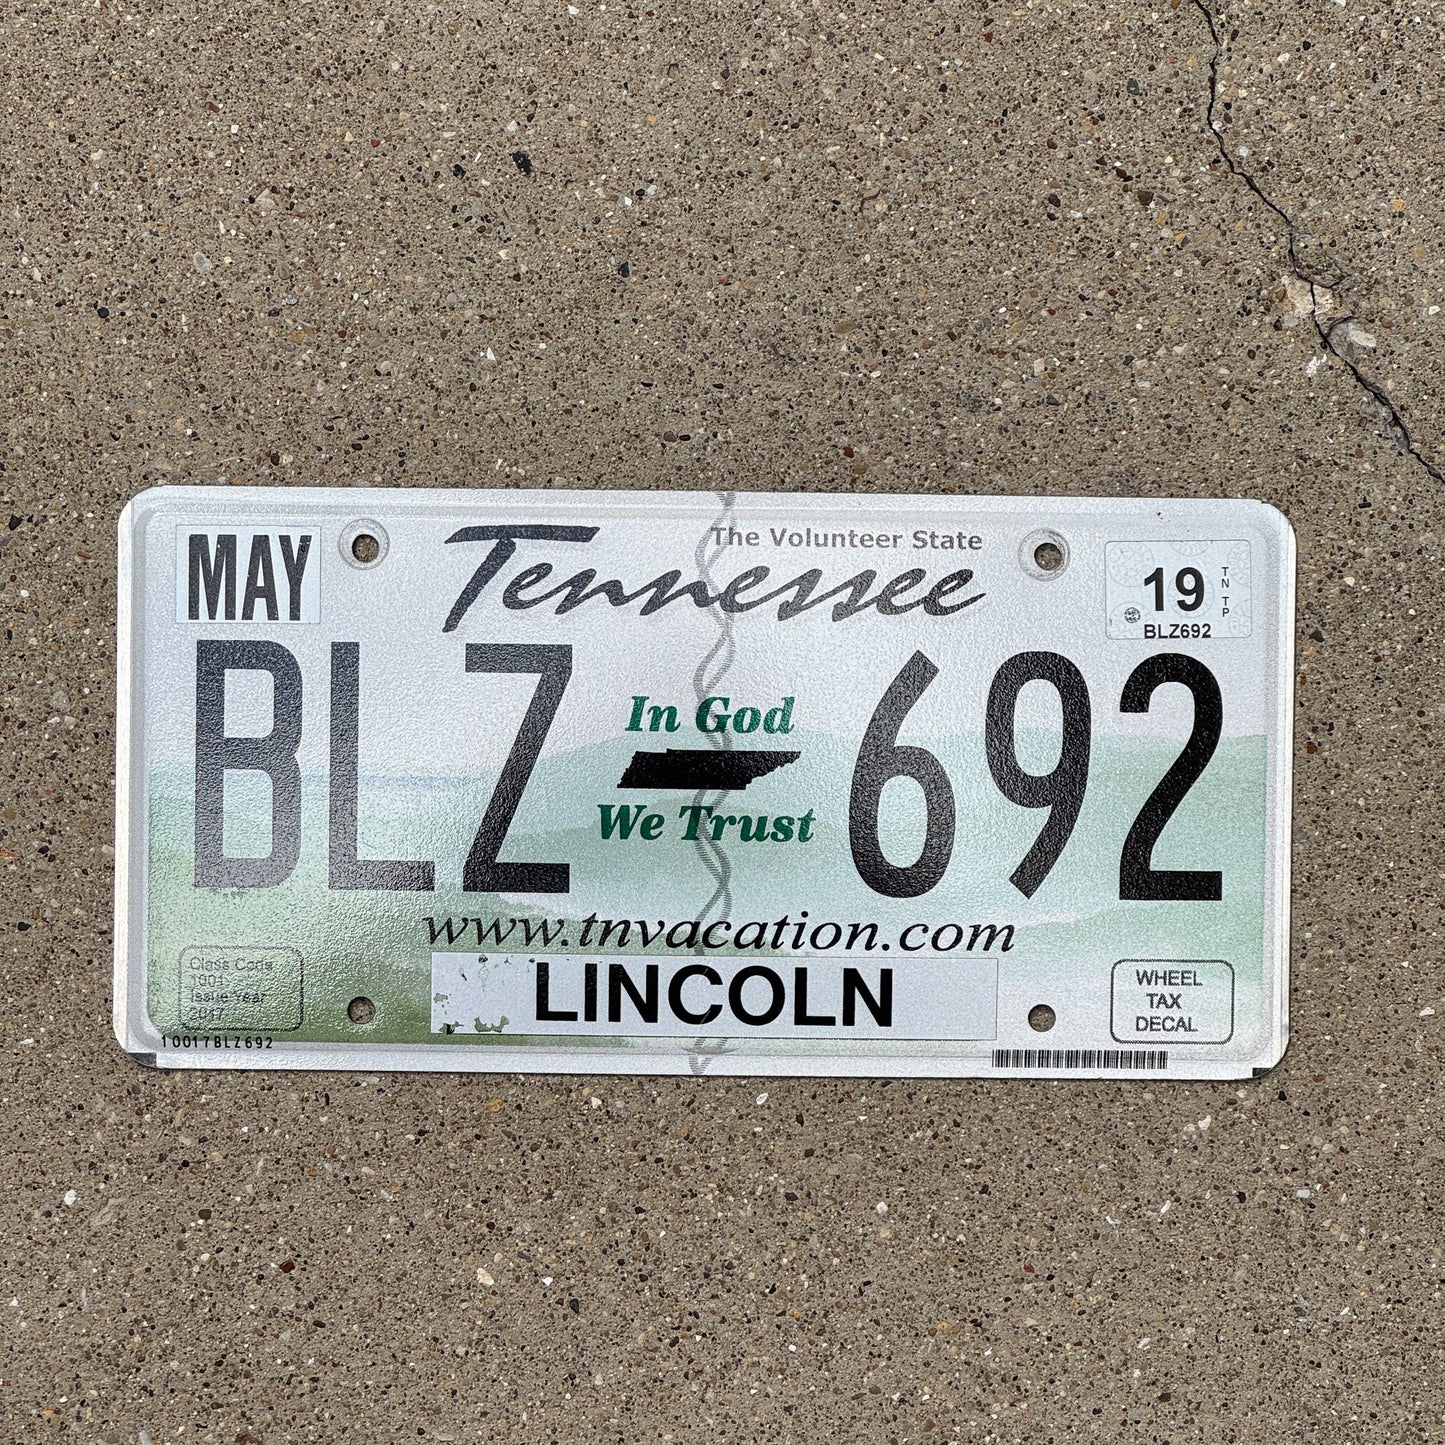 MAY
Tennessee
The Volunteer State
19
TN TP
BLZ692
BLZ 692
In God
We Trust
www.tnvacation.com
Class Code
1001
Issue Year
2017
LINCOLN
WHEEL
TAX
DECAL
10017BLZ692